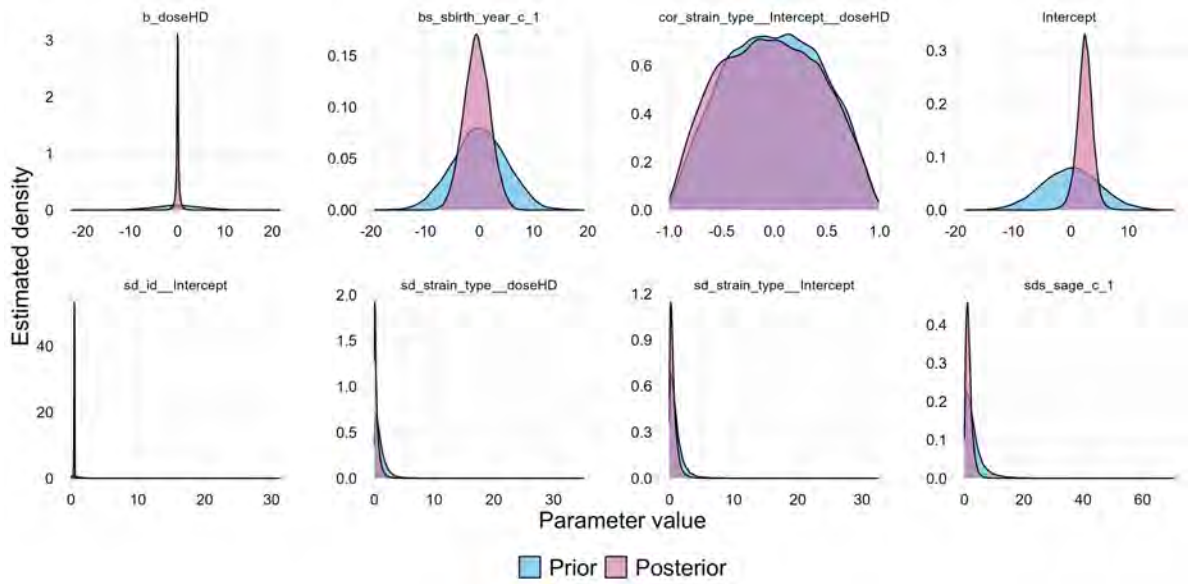 b_doseHD
bs_sbirth_year_c_1
cor_strain_type__Intercept__doseHD
Intercept
3
2
1
0
-20 -10 0 10 20
0.15
0.10
0.05
0.00
-20 0 20
0.6
0.4
0.2
0.0
-1.0 -0.5 0.0 0.5 1.0
0.3
0.2
0.1
0.0
-10 0 10
Estimated density
sd_id__Intercept
sd_strain_type__doseHD
sd_strain_type__Intercept
sds_sage_c_1
40
20
0
0 10 20 30
2.0
1.5
1.0
0.5
0.0
0 10 20 30
1.2
0.9
0.6
0.3
0.0
0 10 20 30
0.4
0.3
0.2
0.1
0.0
0 20 40 60
Parameter value
Prior Posterior